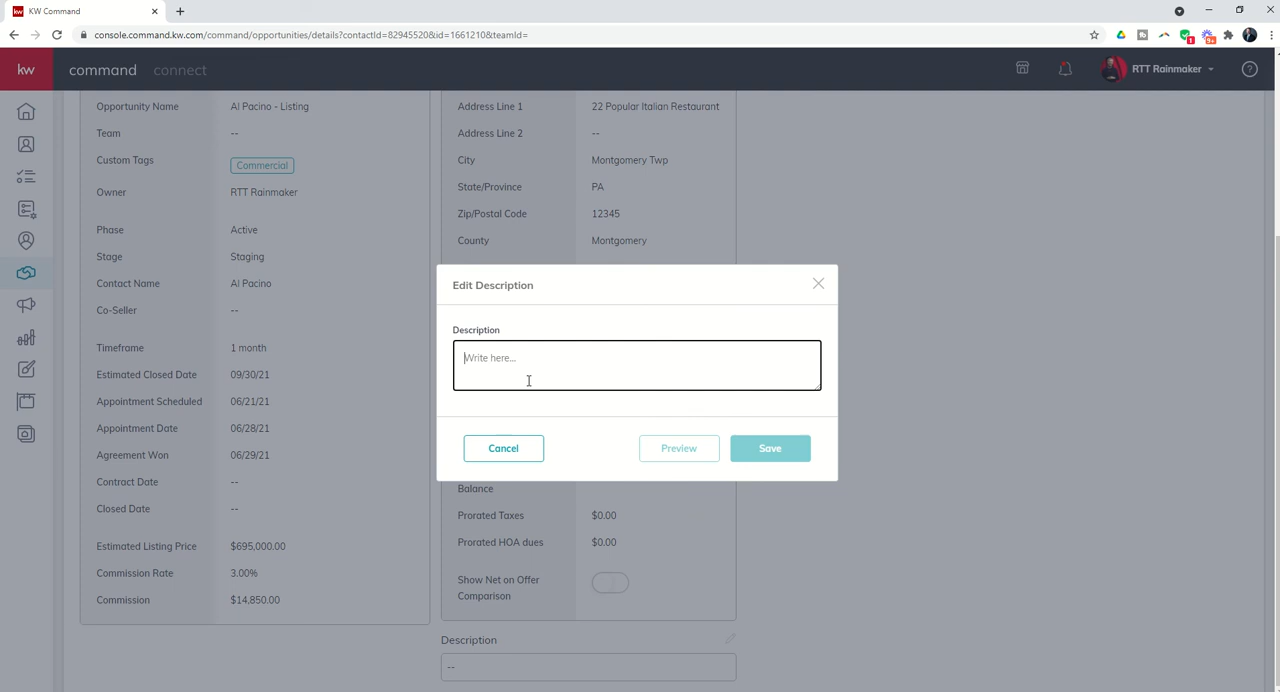 kw KW Command
console.command.kw.com/command/opportunities/details?contactId=82945520&id=1661210&teamId=
1
9+
kw command connect
RTT Rainmaker
Opportunity Name Al Pacino - Listing
Team --
Custom Tags Commercial
Owner RTT Rainmaker
Phase Active
Stage Staging
Contact Name Al Pacino
Co-Seller --
Timeframe 1 month
Estimated Closed Date 09/30/21
Appointment Scheduled 06/21/21
Appointment Date 06/28/21
Agreement Won 06/29/21
Contract Date --
Closed Date --
Estimated Listing Price $695,000.00
Commission Rate 3.00%
Commission $14,850.00
Address Line 1 22 Popular Italian Restaurant
Address Line 2 --
City Montgomery Twp
State/Province PA
Zip/Postal Code 12345
County Montgomery
Edit Description
Description
Write here...
Cancel Preview Save
Balance
Prorated Taxes $0.00
Prorated HOA dues $0.00
Show Net on Offer
Comparison
Description
--